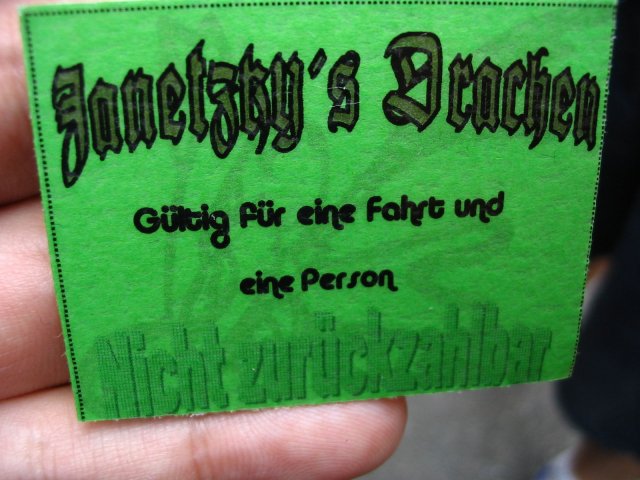 Janetzky´s Drachen
Gültig für eine Fahrt und
eine Person
Nicht zurückzahlbar